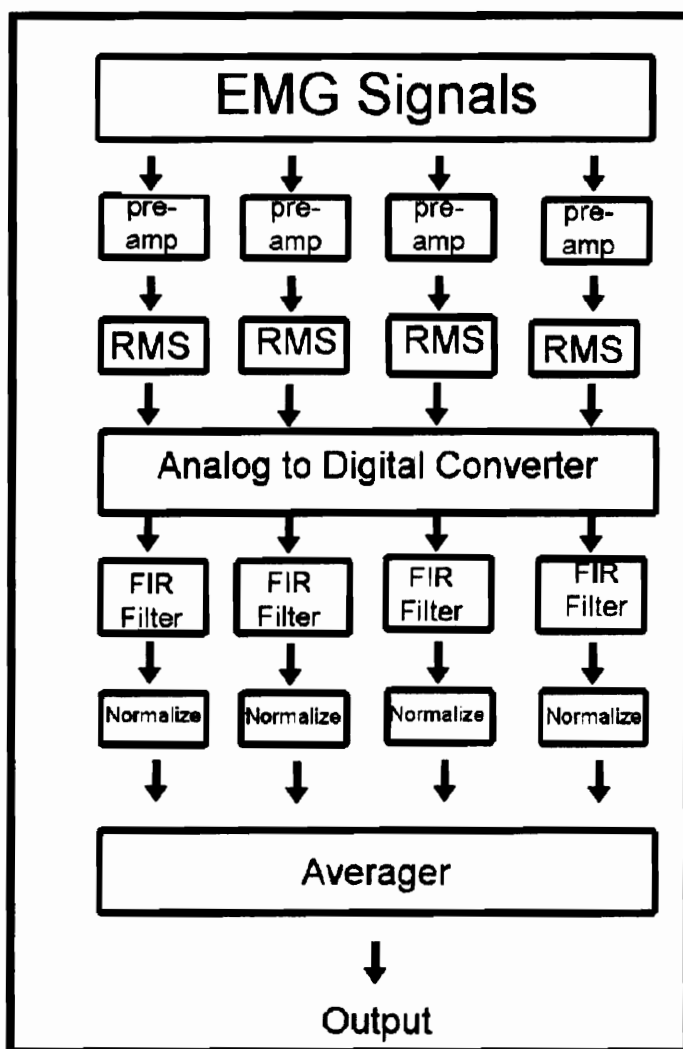 EMG Signals
pre- pre- pre- pre-
amp amp amp amp
RMS RMS RMS RMS
Analog to Digital Converter
FIR FIR FIR FIR
Filter Filter Filter Filter
Normalize Normalize Normalize Normalize
Averager
Output